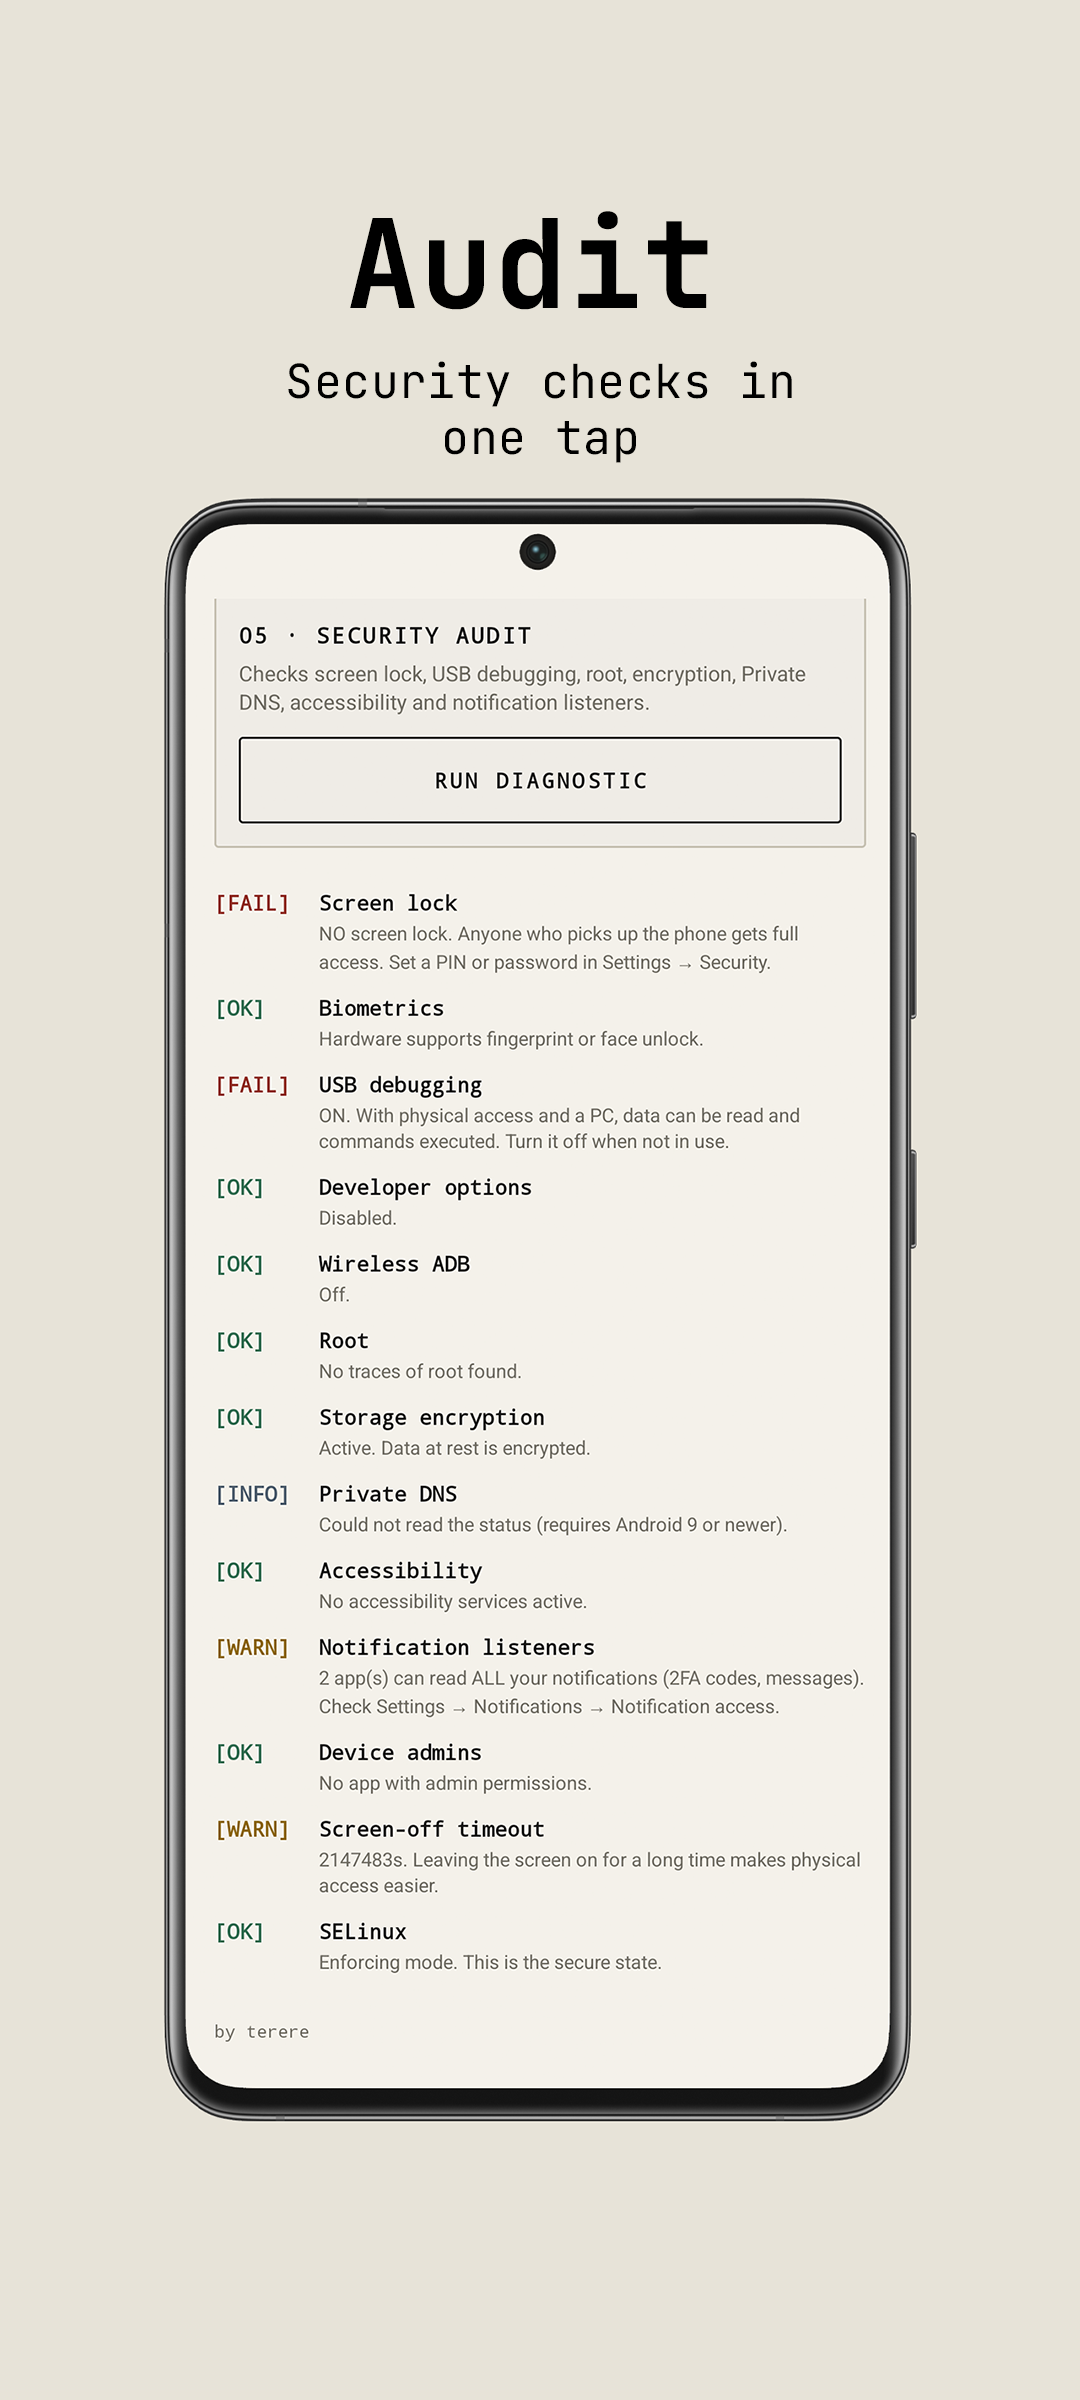 Audit
Security checks in
one tap
05 · SECURITY AUDIT
Checks screen lock, USB debugging, root, encryption, Private
DNS, accessibility and notification listeners.
RUN DIAGNOSTIC
[FAIL] Screen lock
NO screen lock. Anyone who picks up the phone gets full
access. Set a PIN or password in Settings → Security.
[OK] Biometrics
Hardware supports fingerprint or face unlock.
[FAIL] USB debugging
ON. With physical access and a PC, data can be read and
commands executed. Turn it off when not in use.
[OK] Developer options
Disabled.
[OK] Wireless ADB
Off.
[OK] Root
No traces of root found.
[OK] Storage encryption
Active. Data at rest is encrypted.
[INFO] Private DNS
Could not read the status (requires Android 9 or newer).
[OK] Accessibility
No accessibility services active.
[WARN] Notification listeners
2 app(s) can read ALL your notifications (2FA codes, messages).
Check Settings → Notifications → Notification access.
[OK] Device admins
No app with admin permissions.
[WARN] Screen-off timeout
2147483s. Leaving the screen on for a long time makes physical
access easier.
[OK] SELinux
Enforcing mode. This is the secure state.
by terere